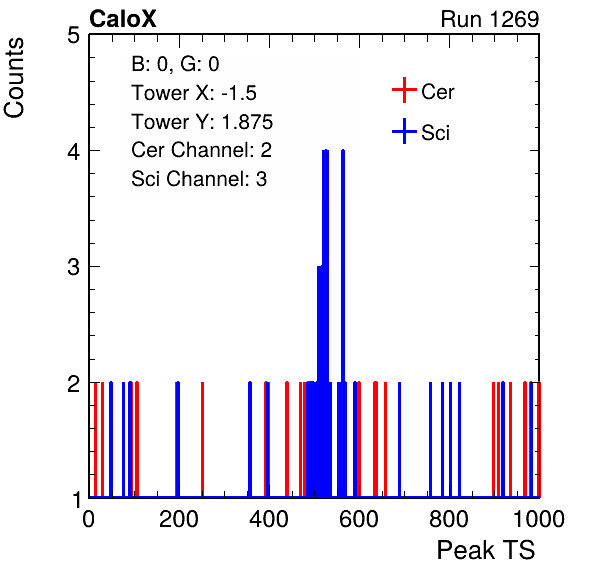 CaloX Run 1269
Counts
5
B: 0, G: 0
Tower X: -1.5
Tower Y: 1.875
Cer Channel: 2
Sci Channel: 3
Cer
Sci
4
3
2
1
0 200 400 600 800 1000
Peak TS